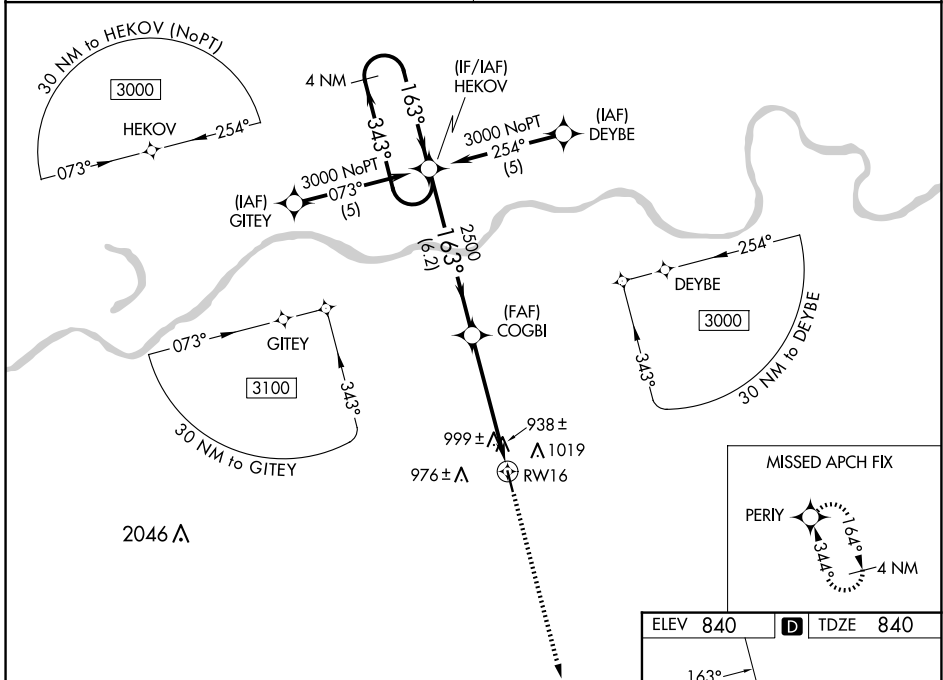 30 NM to HEKOV (NoPT)
3000
HEKOV
073°
254°
4 NM
343°
163°
(IF/IAF)
HEKOV
(IAF)
DEYBE
3000 NoPT
254°
(5)
(IAF)
GITEY
3000 NoPT
073°
(5)
2500
163°
(6.2)
(FAF)
COGBI
073°
GITEY
3100
343°
30 NM to GITEY
254°
DEYBE
3000
343°
30 NM to DEYBE
999±
938±
1019
976±
RW16
2046
MISSED APCH FIX
PERIY
164°
344°
4 NM
ELEV 840
D
TDZE 840
163°